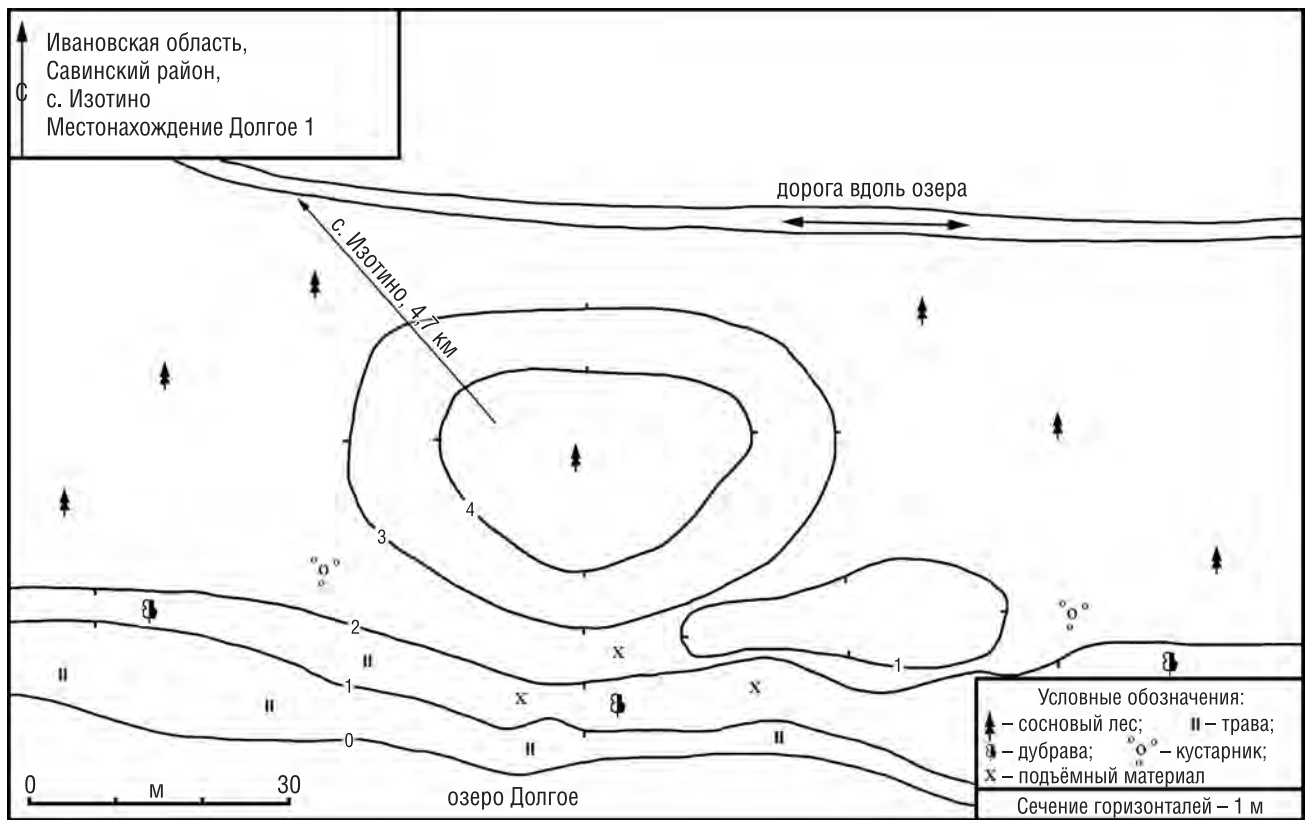 С
Ивановская область,
Савинский район,
с. Изотино
Местонахождение Долгое 1
дорога вдоль озера
с. Изотино, 4,7 км
4
3
2
1
1
0
x
x
x
0 м 30
озеро Долгое
Условные обозначения:
– сосновый лес; – трава;
– дубрава; – кустарник;
x – подъёмный материал
Сечение горизонталей – 1 м